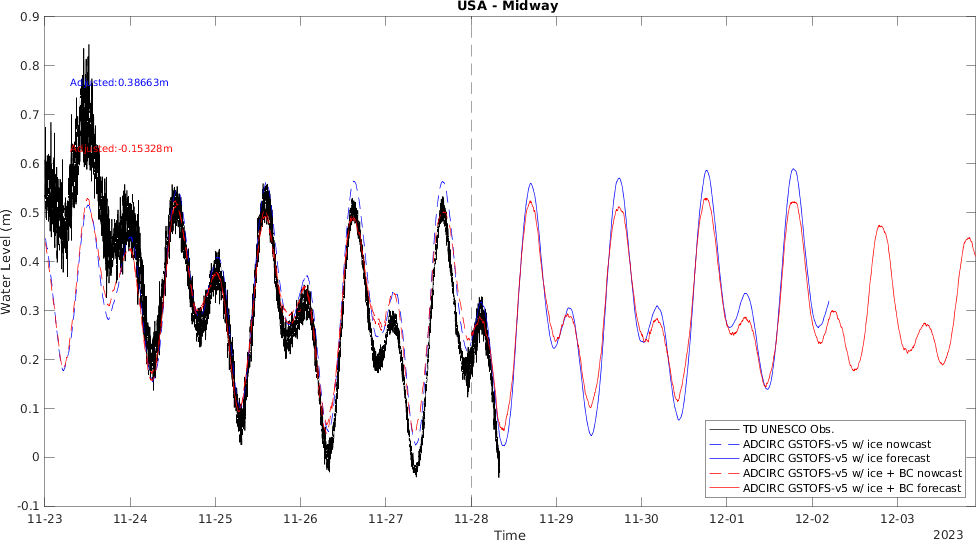 USA - Midway
0.9
0.8
0.7
0.6
0.5
0.4
0.3
0.2
0.1
0
-0.1
Water Level (m)
Adjusted:0.38663m
Adjusted:-0.15328m
TD UNESCO Obs.
ADCIRC GSTOFS-v5 w/ ice nowcast
ADCIRC GSTOFS-v5 w/ ice forecast
ADCIRC GSTOFS-v5 w/ ice + BC nowcast
ADCIRC GSTOFS-v5 w/ ice + BC forecast
11-23 11-24 11-25 11-26 11-27 11-28 11-29 11-30 12-01 12-02 12-03
Time
2023